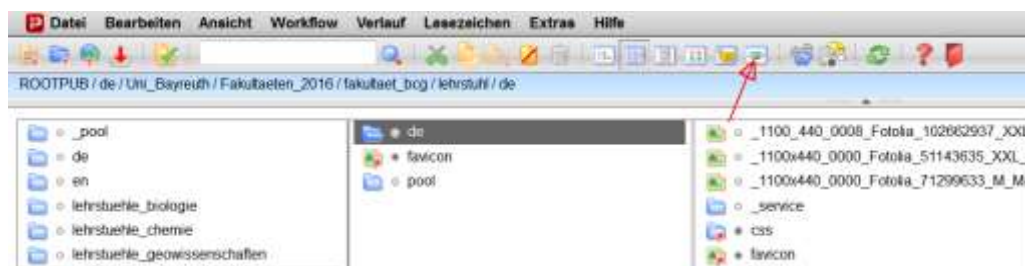 Datei Bearbeiten Ansicht Workflow Verlauf Lesezeichen Extras Hilfe
ROOTPUB / de / Uni_Bayreuth / Fakultaeten_2016 / fakultaet_bcg / lehrstuhl / de
_pool
de
en
lehrstuehle_biologie
lehrstuehle_chemie
lehrstuehle_geowissenschaften
de
favicon
pool
_1100_440_0008_Fotolia_102662937_XXL
_1100x440_0000_Fotolia_51143635_XXL_
_1100x440_0000_Fotolia_71299633_M_M
_service
css
favicon